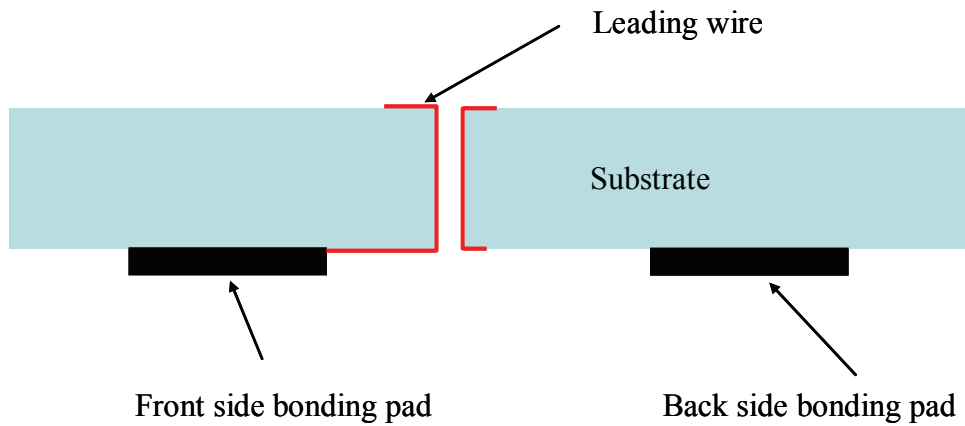 Leading wire
Substrate
Front side bonding pad
Back side bonding pad